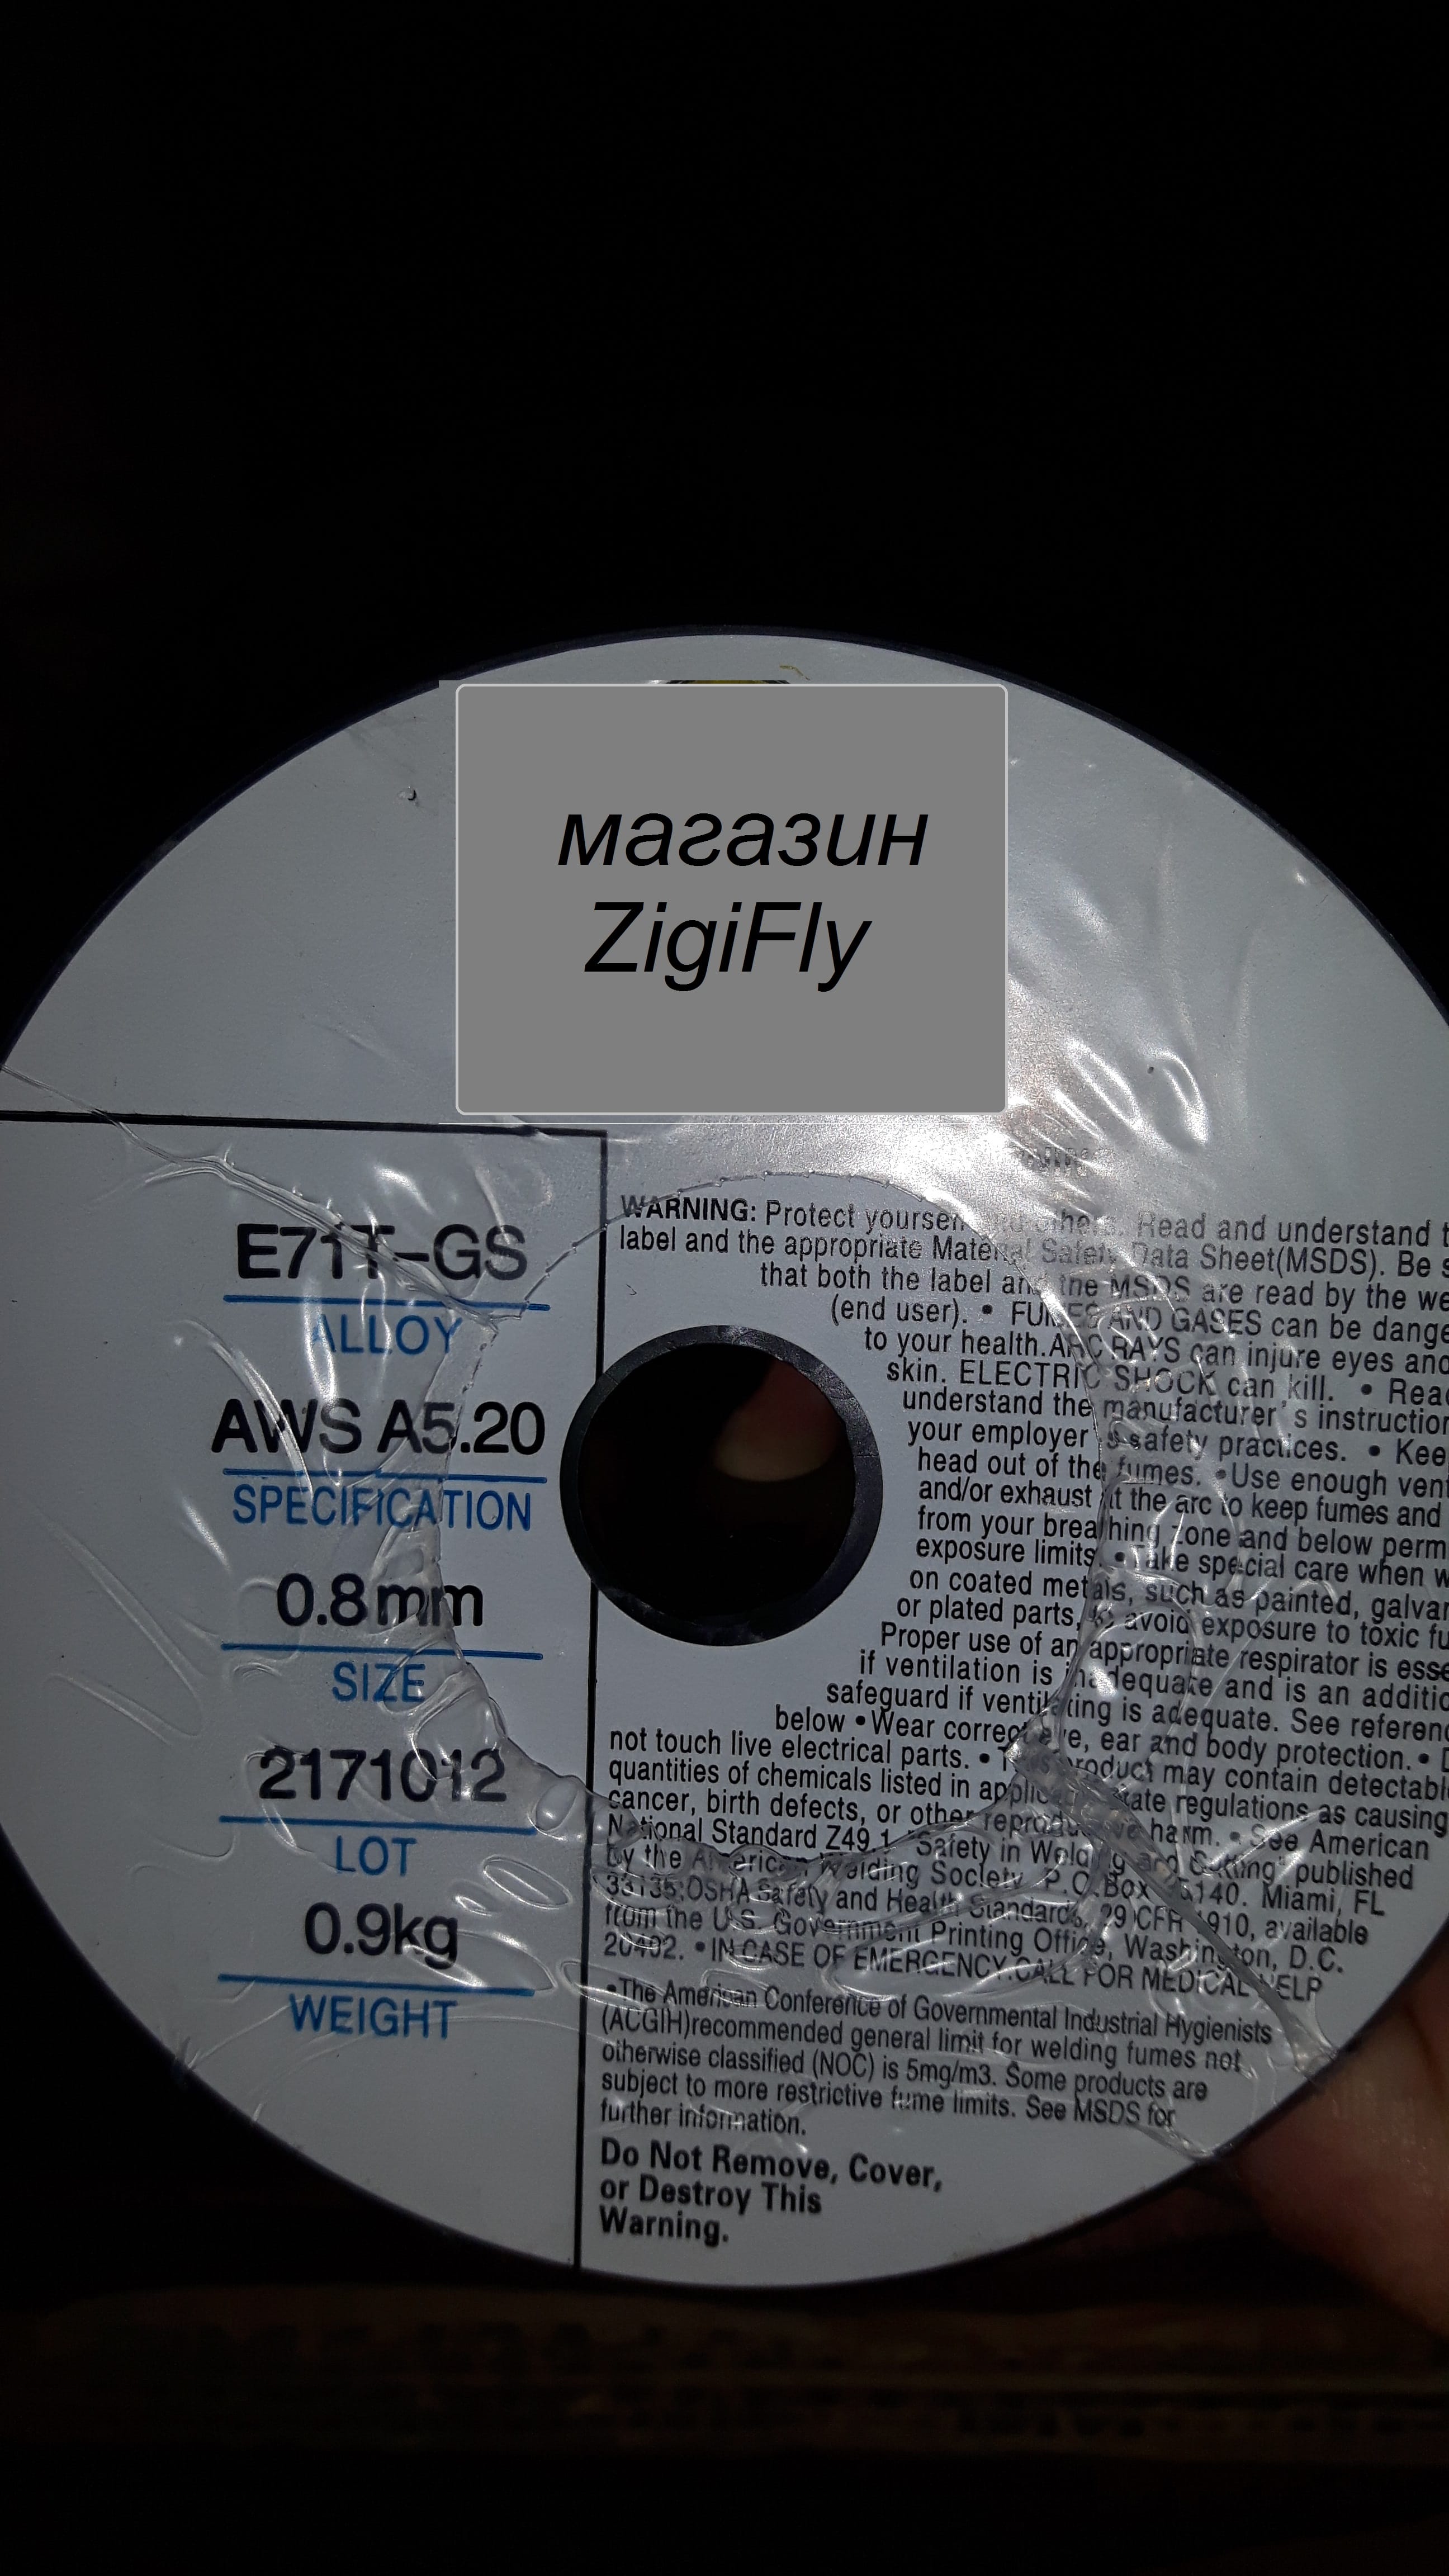 магазин
ZigiFly
E71T-GS
ALLOY
AWS A5.20
SPECIFICATION
0.8mm
SIZE
2171012
LOT
0.9kg
WEIGHT
WARNING: Protect yourself and others. Read and understand
label and the appropriate Material Safety Data Sheet(MSDS). Be
that both the label and the MSDS are read by the
(end user). • FUMES AND GASES can be
to your health.ARC RAYS can injure eyes and
skin. ELECTRIC SHOCK can kill. •
understand the manufacturer's
your employer's safety practices. •
head out of the fumes. •Use enough
and/or exhaust at the arc to keep fumes and
from your breathing zone and below
exposure limits. •Take special care when
on coated metals, such as painted,
or plated parts, to avoid exposure to toxic
Proper use of an appropriate respirator is
if ventilation is inadequate and is an
safeguard if ventilating is adequate. See
below •Wear correct eye, ear and body protection. •
not touch live electrical parts. • This product may contain
quantities of chemicals listed in applicable state regulations as causing
cancer, birth defects, or other reproductive harm. • See American
National Standard Z49.1 "Safety in Welding and Cutting" published
by the American Welding Society, P.O.Box 35140. Miami, FL
33135;OSHA Safety and Health Standards, 29 CFR 1910, available
from the U.S. Government Printing Office, Washington, D.C.
20402. •IN CASE OF EMERGENCY:CALL FOR MEDICAL HELP
•The American Conference of Governmental Industrial Hygienists
(ACGIH)recommended general limit for welding fumes not
otherwise classified (NOC) is 5mg/m3. Some products are
subject to more restrictive fume limits. See MSDS for
further information.
Do Not Remove, Cover,
or Destroy This
Warning.